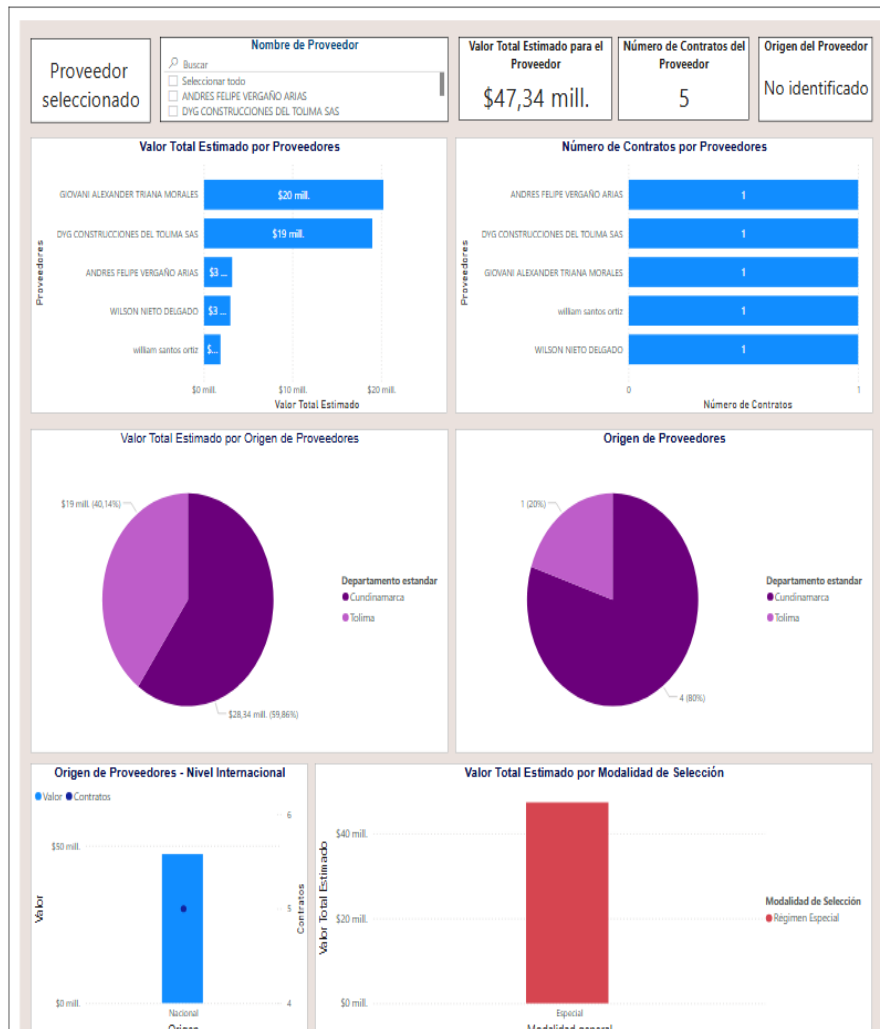 Proveedor
seleccionado
Nombre de Proveedor
Buscar
Seleccionar todo
ANDRES FELIPE VERGAÑO ARIAS
DYG CONSTRUCCIONES DEL TOLIMA SAS
Valor Total Estimado para el
Proveedor
$47,34 mill.
Número de Contratos del
Proveedor
5
Origen del Proveedor
No identificado
Valor Total Estimado por Proveedores
Proveedores
GIOVANI ALEXANDER TRIANA MORALES
$20 mill.
DYG CONSTRUCCIONES DEL TOLIMA SAS
$19 mill.
ANDRES FELIPE VERGAÑO ARIAS
$3 ...
WILSON NIETO DELGADO
$3 ...
william santos ortiz
$...
$0 mill.
$10 mill.
$20 mill.
Valor Total Estimado
Número de Contratos por Proveedores
Proveedores
ANDRES FELIPE VERGAÑO ARIAS
1
DYG CONSTRUCCIONES DEL TOLIMA SAS
1
GIOVANI ALEXANDER TRIANA MORALES
1
william santos ortiz
1
WILSON NIETO DELGADO
1
0
1
Número de Contratos
Valor Total Estimado por Origen de Proveedores
$19 mill. (40,14%)
$28,34 mill. (59,86%)
Departamento estandar
Cundinamarca
Tolima
Origen de Proveedores
1 (20%)
4 (80%)
Departamento estandar
Cundinamarca
Tolima
Origen de Proveedores - Nivel Internacional
Valor Contratos
Valor
$50 mill.
$0 mill.
6
5
4
Contratos
Nacional
Origen
Valor Total Estimado por Modalidad de Selección
Valor Total Estimado
$40 mill.
$20 mill.
$0 mill.
Especial
Modalidad general
Modalidad de Selección
Régimen Especial